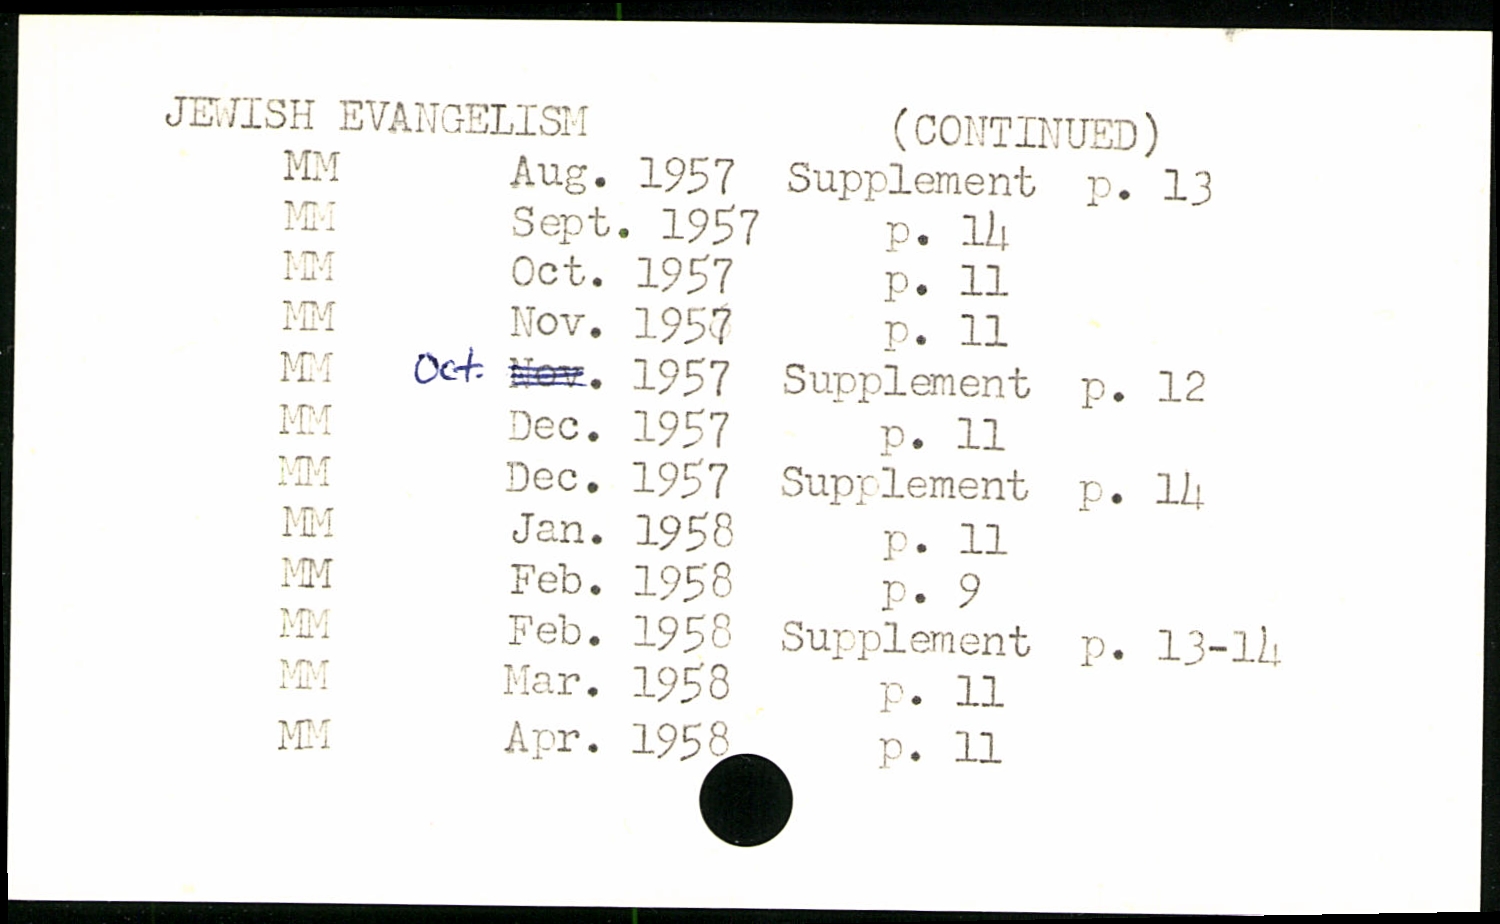 JEWISH EVANGELISM (CONTINUED)
MM Aug. 1957 Supplement p. 13
MM Sept. 1957 p. 14
MM Oct. 1957 p. 11
MM Nov. 1957 p. 11
MM Oct. Nov. 1957 Supplement p. 12
MM Dec. 1957 p. 11
MM Dec. 1957 Supplement p. 14
MM Jan. 1958 p. 11
MM Feb. 1958 p. 9
MM Feb. 1958 Supplement p. 13-14
MM Mar. 1958 p. 11
MM Apr. 1958 p. 11